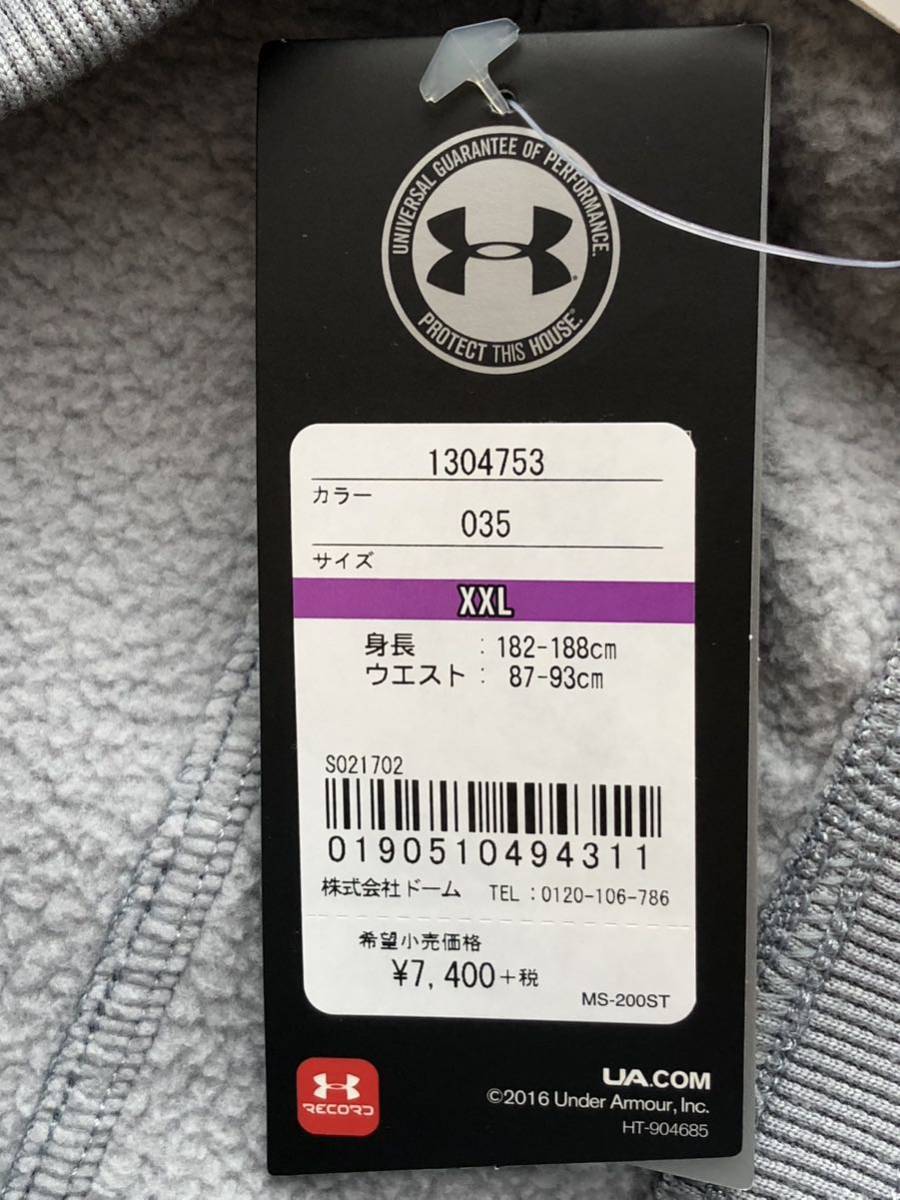 UNIVERSAL GUARANTEE OF PERFORMANCE.
PROTECT THIS HOUSE.®
1304753
カラー
035
サイズ
XXL
身長 : 182-188cm
ウエスト : 87-93cm
S021702
0190510494311
株式会社ドーム TEL:0120-106-786
希望小売価格
¥7,400+税
MS-200ST
RECORD
UA.COM
©2016 Under Armour, Inc.
HT-904685